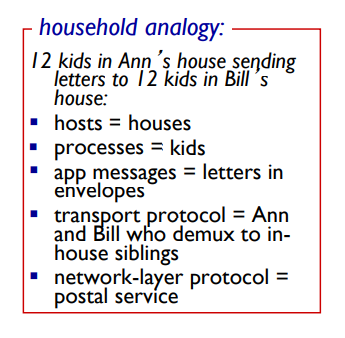 household analogy:
12 kids in Ann’s house sending
letters to 12 kids in Bill’s
house:
▪ hosts = houses
▪ processes = kids
▪ app messages = letters in
envelopes
▪ transport protocol = Ann
and Bill who demux to in-
house siblings
▪ network-layer protocol =
postal service